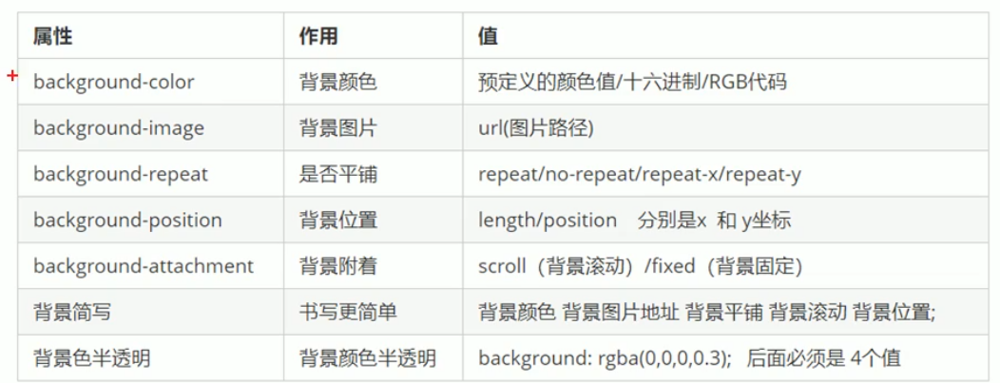 属性 作用 值
background-color 背景颜色 预定义的颜色值/十六进制/RGB代码
background-image 背景图片 url(图片路径)
background-repeat 是否平铺 repeat/no-repeat/repeat-x/repeat-y
background-position 背景位置 length/position 分别是x 和 y坐标
background-attachment 背景附着 scroll（背景滚动）/fixed（背景固定）
背景简写 书写更简单 背景颜色 背景图片地址 背景平铺 背景滚动 背景位置;
背景色半透明 背景颜色半透明 background: rgba(0,0,0,0.3); 后面必须是 4个值